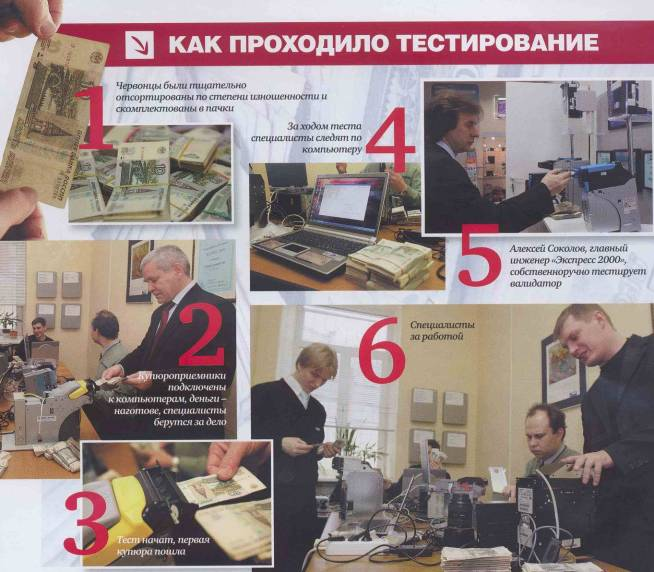 КАК ПРОХОДИЛО ТЕСТИРОВАНИЕ
1
Червонцы были тщательно
отсортированы по степени изношенности и
скомплектованы в пачки
2
Купюроприемники
подключены
к компьютерам, деньги –
наготове, специалисты
берутся за дело
3
Тест начат, первая
купюра пошла
4
За ходом теста
специалисты следят по
компьютеру
5
Алексей Соколов, главный
инженер «Экспресс 2000»,
собственноручно тестирует
валидатор
6
Специалисты
за работой